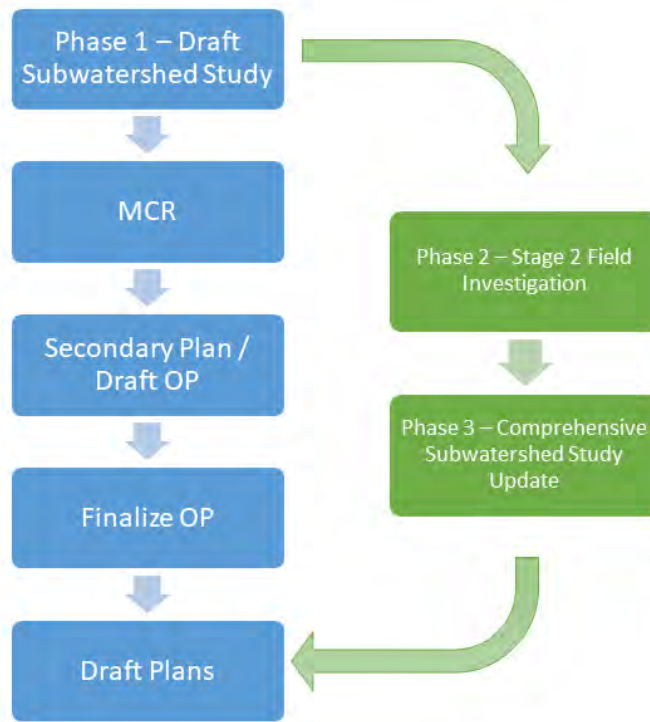 Phase 1 – Draft
Subwatershed Study
MCR
Secondary Plan /
Draft OP
Finalize OP
Draft Plans
Phase 2 – Stage 2 Field
Investigation
Phase 3 – Comprehensive
Subwatershed Study
Update